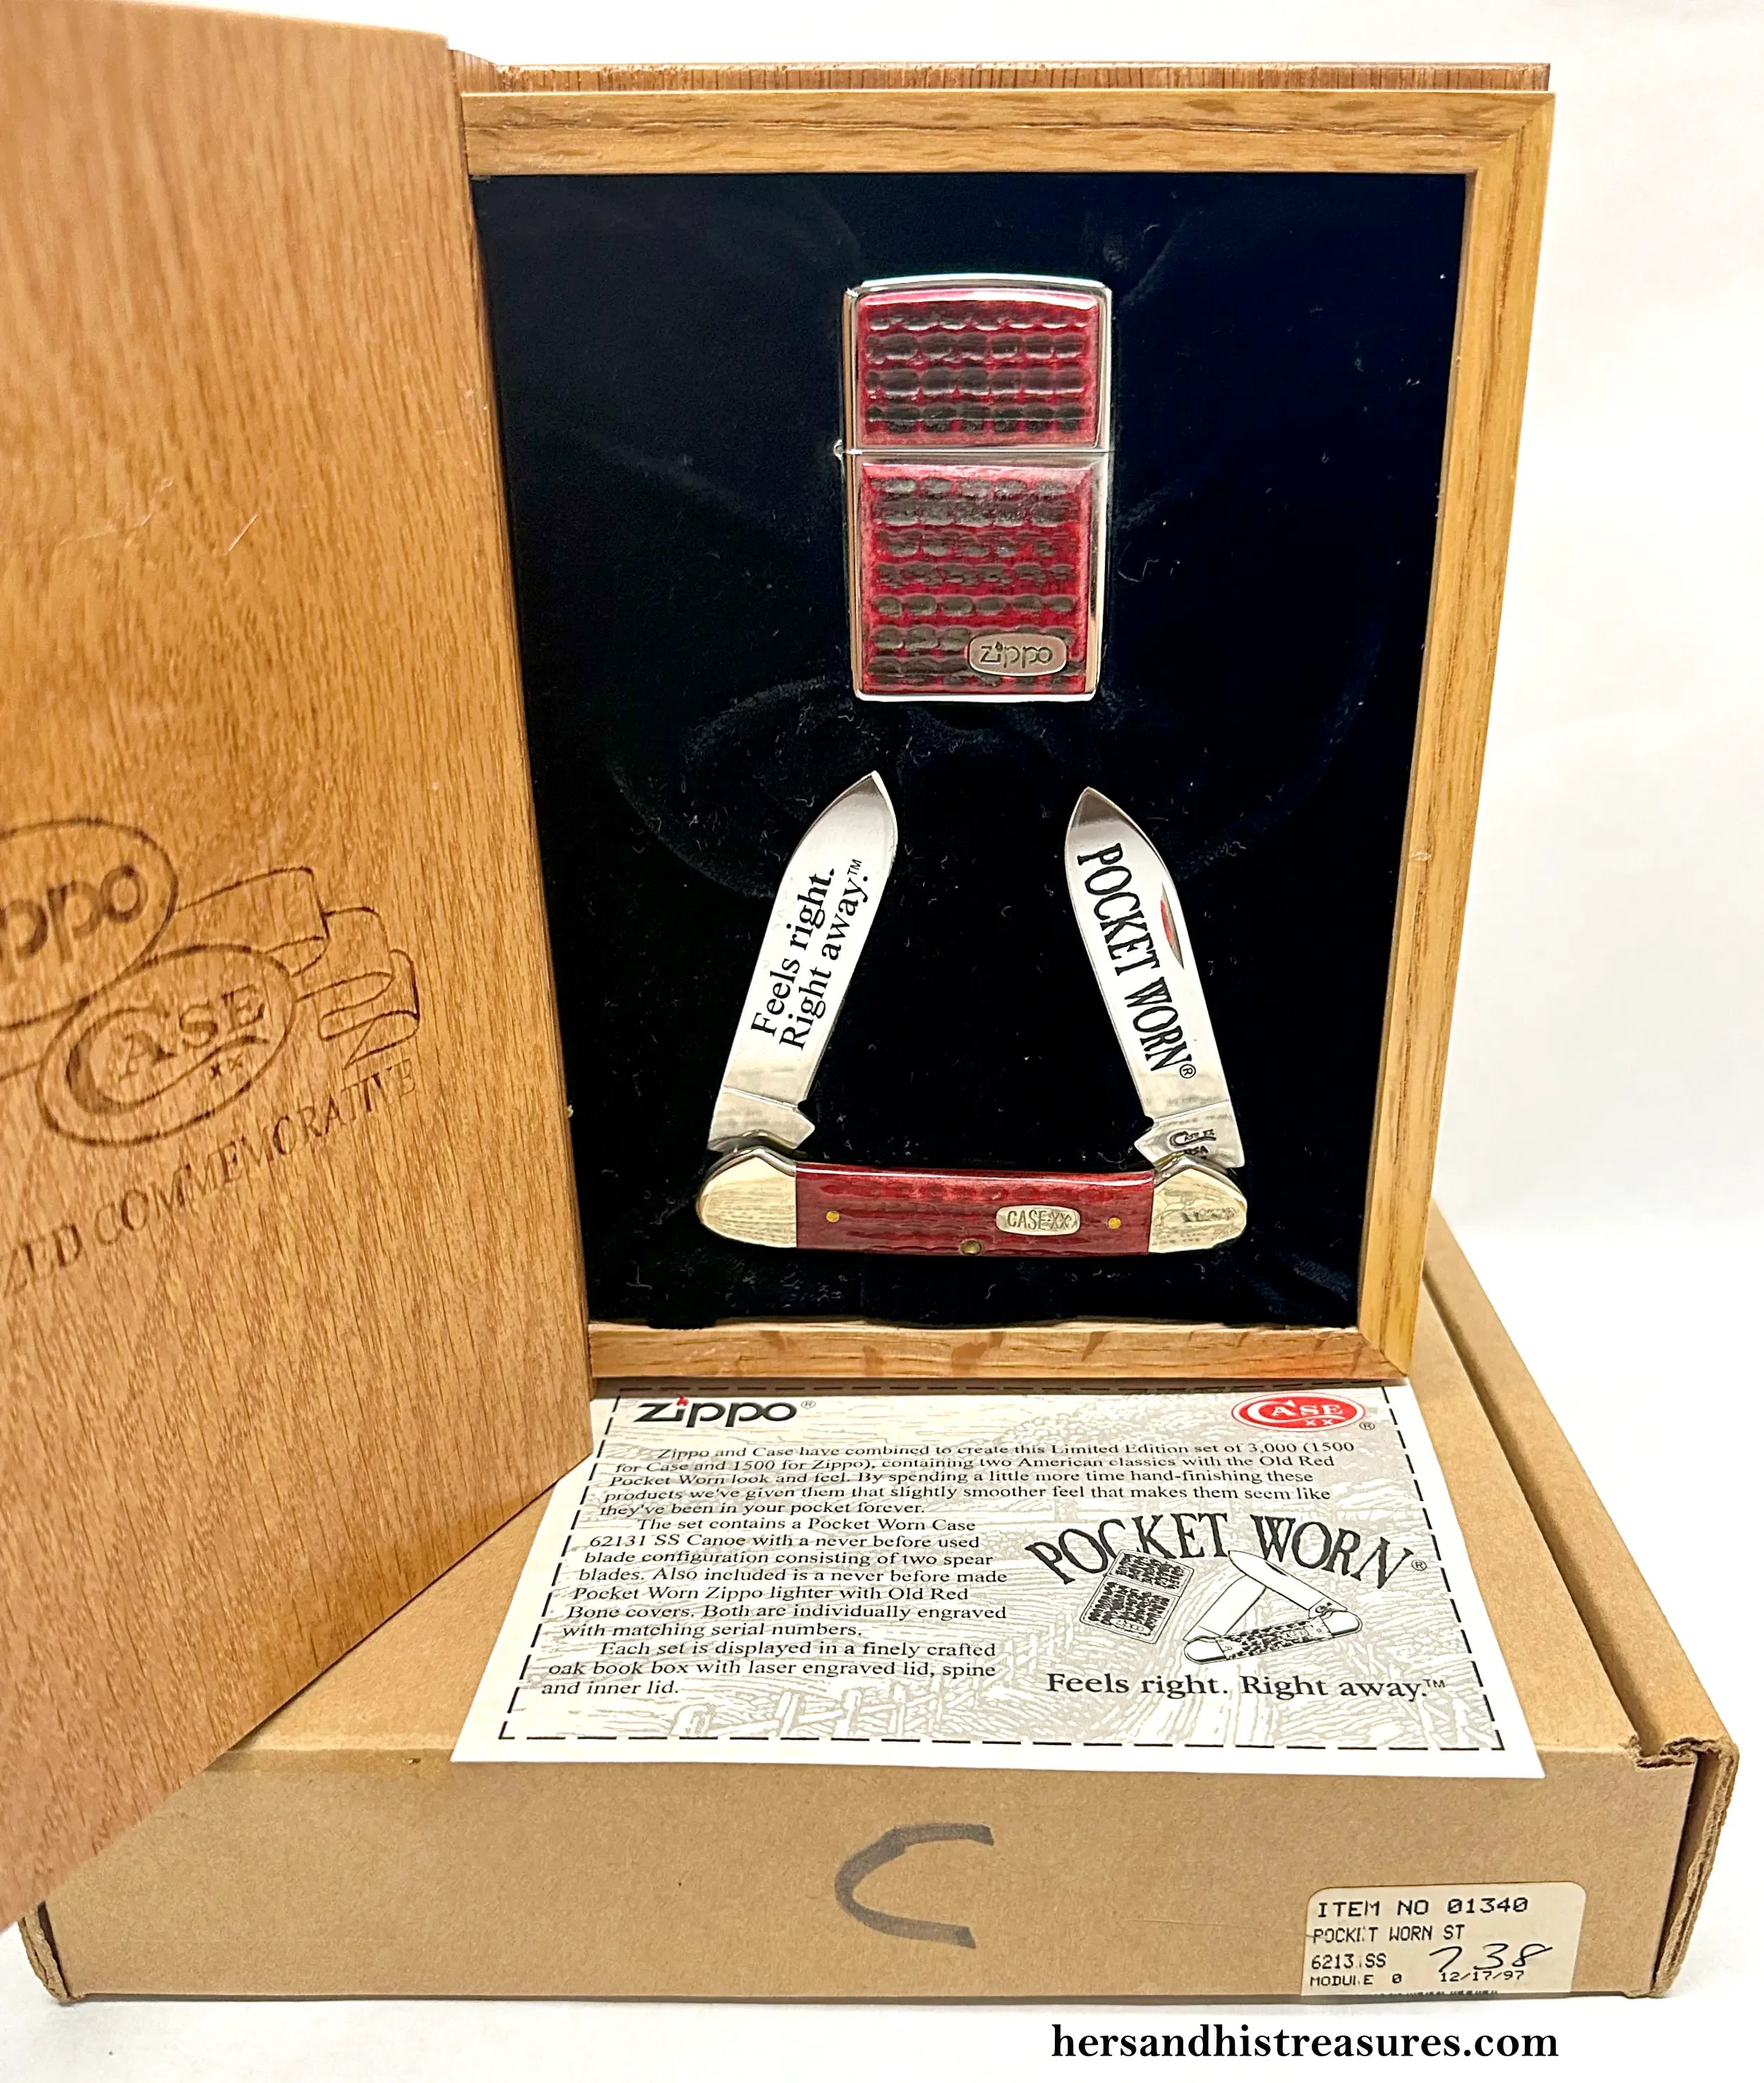 zippo
Feels right.
Right away.™
POCKET WORN®
CASE XX
USA
CASE XX
ppo
CASE
XX
ZED COMMEMORATIVE
zippo®
CASE
XX®
Zippo and Case have combined to create this Limited Edition set of 3,000 (1500
for Case and 1500 for Zippo), containing two American classics with the Old Red
Pocket Worn look and feel. By spending a little more time hand-finishing these
products we've given them that slightly smoother feel that makes them seem like
they've been in your pocket forever.
The set contains a Pocket Worn Case
62131 SS Canoe with a never before used
blade configuration consisting of two spear
blades. Also included is a never before made
Pocket Worn Zippo lighter with Old Red
Bone covers. Both are individually engraved
with matching serial numbers.
Each set is displayed in a finely crafted
oak book box with laser engraved lid, spine
and inner lid.
POCKET WORN®
Feels right. Right away.™
C
ITEM NO 01340
POCKET WORN ST
6213 SS 738
MODULE 0 12/17/97
hersandhistreasures.com